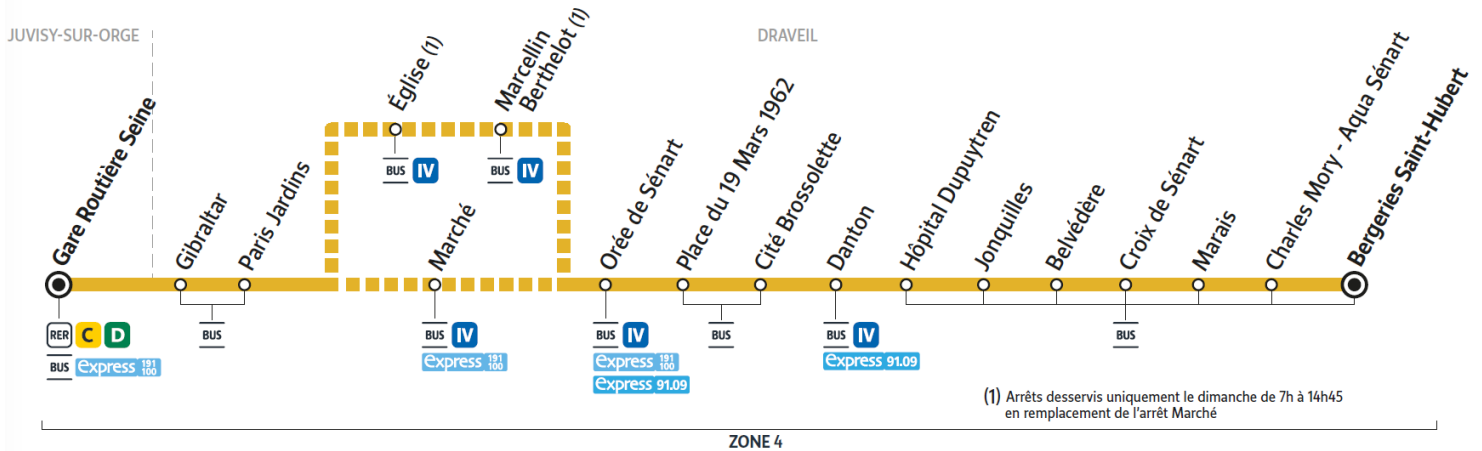 JUVISY-SUR-ORGE
DRAVEIL
Gare Routière Seine
Gibraltar
Paris Jardins
Église (1)
Marcellin
Berthelot (1)
Marché
Orée de Sénart
Place du 19 Mars 1962
Cité Brossolette
Danton
Hôpital Dupuytren
Jonquilles
Belvédère
Croix de Sénart
Marais
Charles Mory - Aqua Sénart
Bergeries Saint-Hubert
BUS IV
BUS IV
RER C D
BUS express 191 100
BUS
BUS IV
express 191 100
BUS IV
express 191 100
express 91.09
BUS
BUS IV
express 91.09
BUS
(1) Arrêts desservis uniquement le dimanche de 7h à 14h45
en remplacement de l'arrêt Marché
ZONE 4